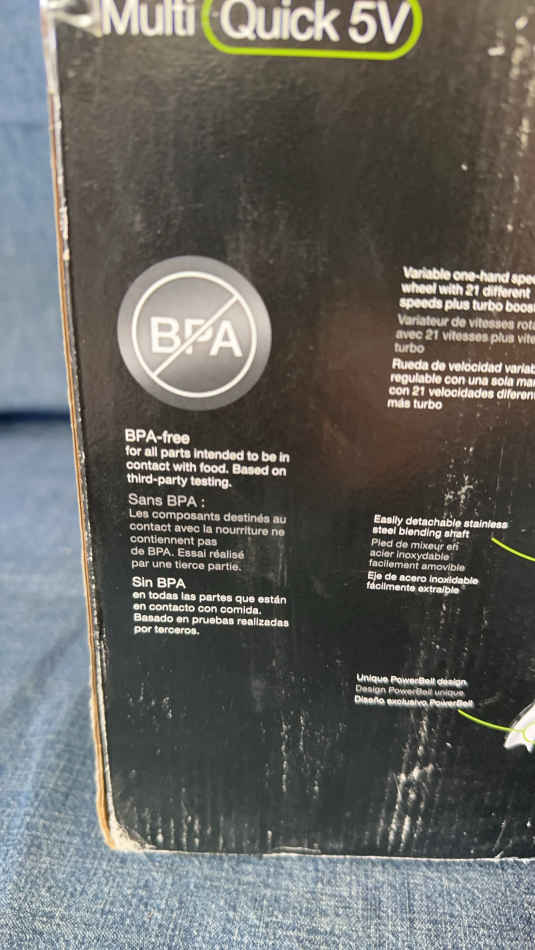 Multi Quick 5V
BPA
BPA-free
for all parts intended to be in
contact with food. Based on
third-party testing.
Sans BPA :
Les composants destinés au
contact avec la nourriture ne
contiennent pas
de BPA. Essai réalisé
par une tierce partie.
Sin BPA
en todas las partes que están
en contacto con comida.
Basado en pruebas realizadas
por terceros.
Variable one-hand
wheel with 21 different
speeds plus turbo
Variateur de vitesses
avec 21 vitesses plus
turbo
Rueda de velocidad
regulable con una sola
con 21 velocidades
más turbo
Easily detachable stainless
steel blending shaft
Pied de mixeur en
acier inoxydable
facilement amovible
Eje de acero inoxidable
fácilmente extraíble
Unique PowerBell design
Design PowerBell unique
Diseño exclusivo PowerBell